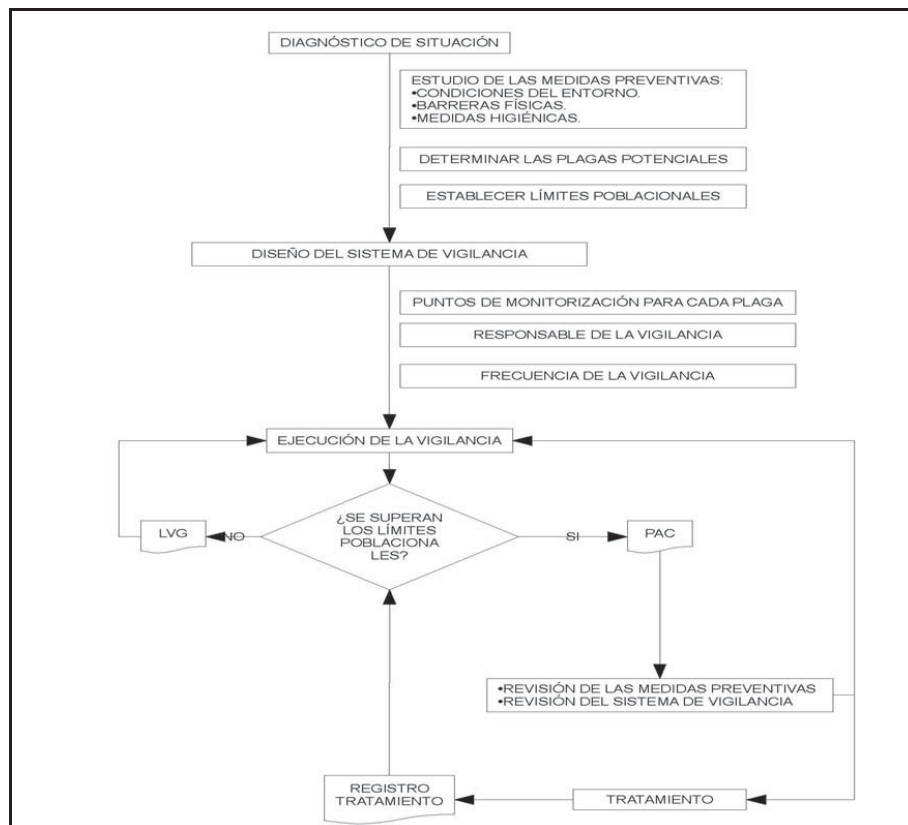 DIAGNÓSTICO DE SITUACIÓN
ESTUDIO DE LAS MEDIDAS PREVENTIVAS:
•CONDICIONES DEL ENTORNO.
•BARRERAS FÍSICAS.
•MEDIDAS HIGIÉNICAS.
DETERMINAR LAS PLAGAS POTENCIALES
ESTABLECER LÍMITES POBLACIONALES
DISEÑO DEL SISTEMA DE VIGILANCIA
PUNTOS DE MONITORIZACIÓN PARA CADA PLAGA
RESPONSABLE DE LA VIGILANCIA
FRECUENCIA DE LA VIGILANCIA
EJECUCIÓN DE LA VIGILANCIA
¿SE SUPERAN
LOS LÍMITES
POBLACIONA
LES?
LVG
NO
SI
PAC
•REVISIÓN DE LAS MEDIDAS PREVENTIVAS
•REVISIÓN DEL SISTEMA DE VIGILANCIA
REGISTRO
TRATAMIENTO
TRATAMIENTO